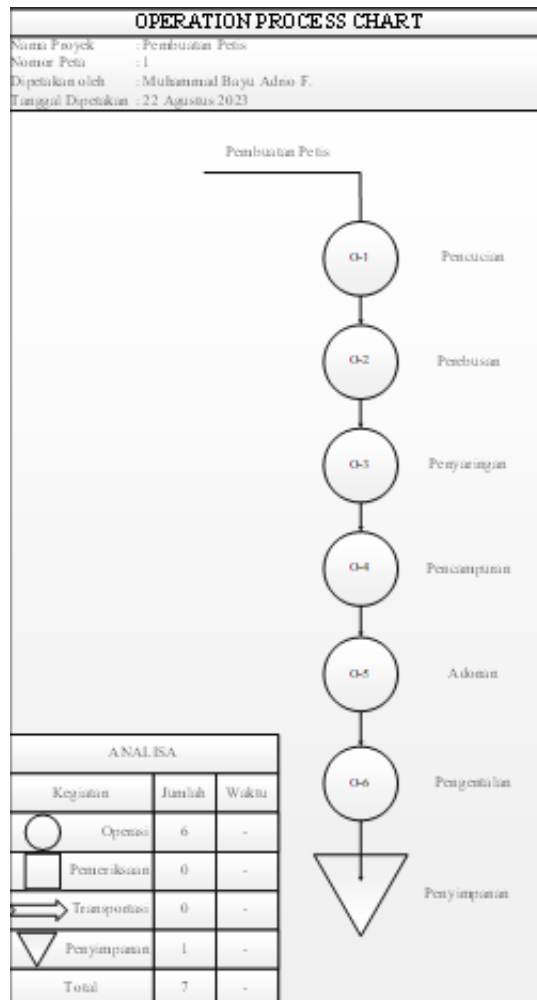 OPERATION PROCESS CHART
Nama Proyek : Pembuatan Petis
Nomor Peta : 1
Dipetakan oleh : Muhammad Bayu Adrio F.
Tanggal Dipetakan : 22 Agustus 2023
Pembuatan Petis
O-1 Pencucian
O-2 Perebusan
O-3 Penyaringan
O-4 Pencampuran
O-5 Adonan
O-6 Pengentalan
Penyimpanan
ANALISA
Kegiatan Jumlah Waktu
Operasi 6 -
Pemeriksaan 0 -
Transportasi 0 -
Penyimpanan 1 -
Total 7 -